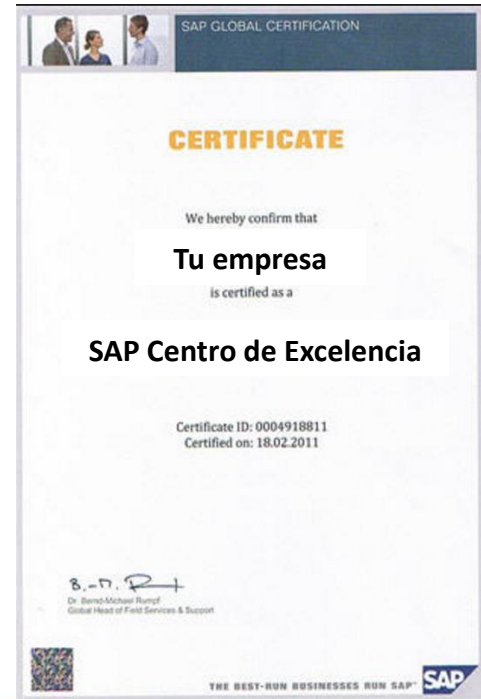 SAP GLOBAL CERTIFICATION
CERTIFICATE
We hereby confirm that
Tu empresa
is certified as a
SAP Centro de Excelencia
Certificate ID: 0004918811
Certified on: 18.02.2011
B.-M. R
Dr. Bernd-Michael Rumpf
Global Head of Field Services & Support
THE BEST-RUN BUSINESSES RUN SAP™
SAP